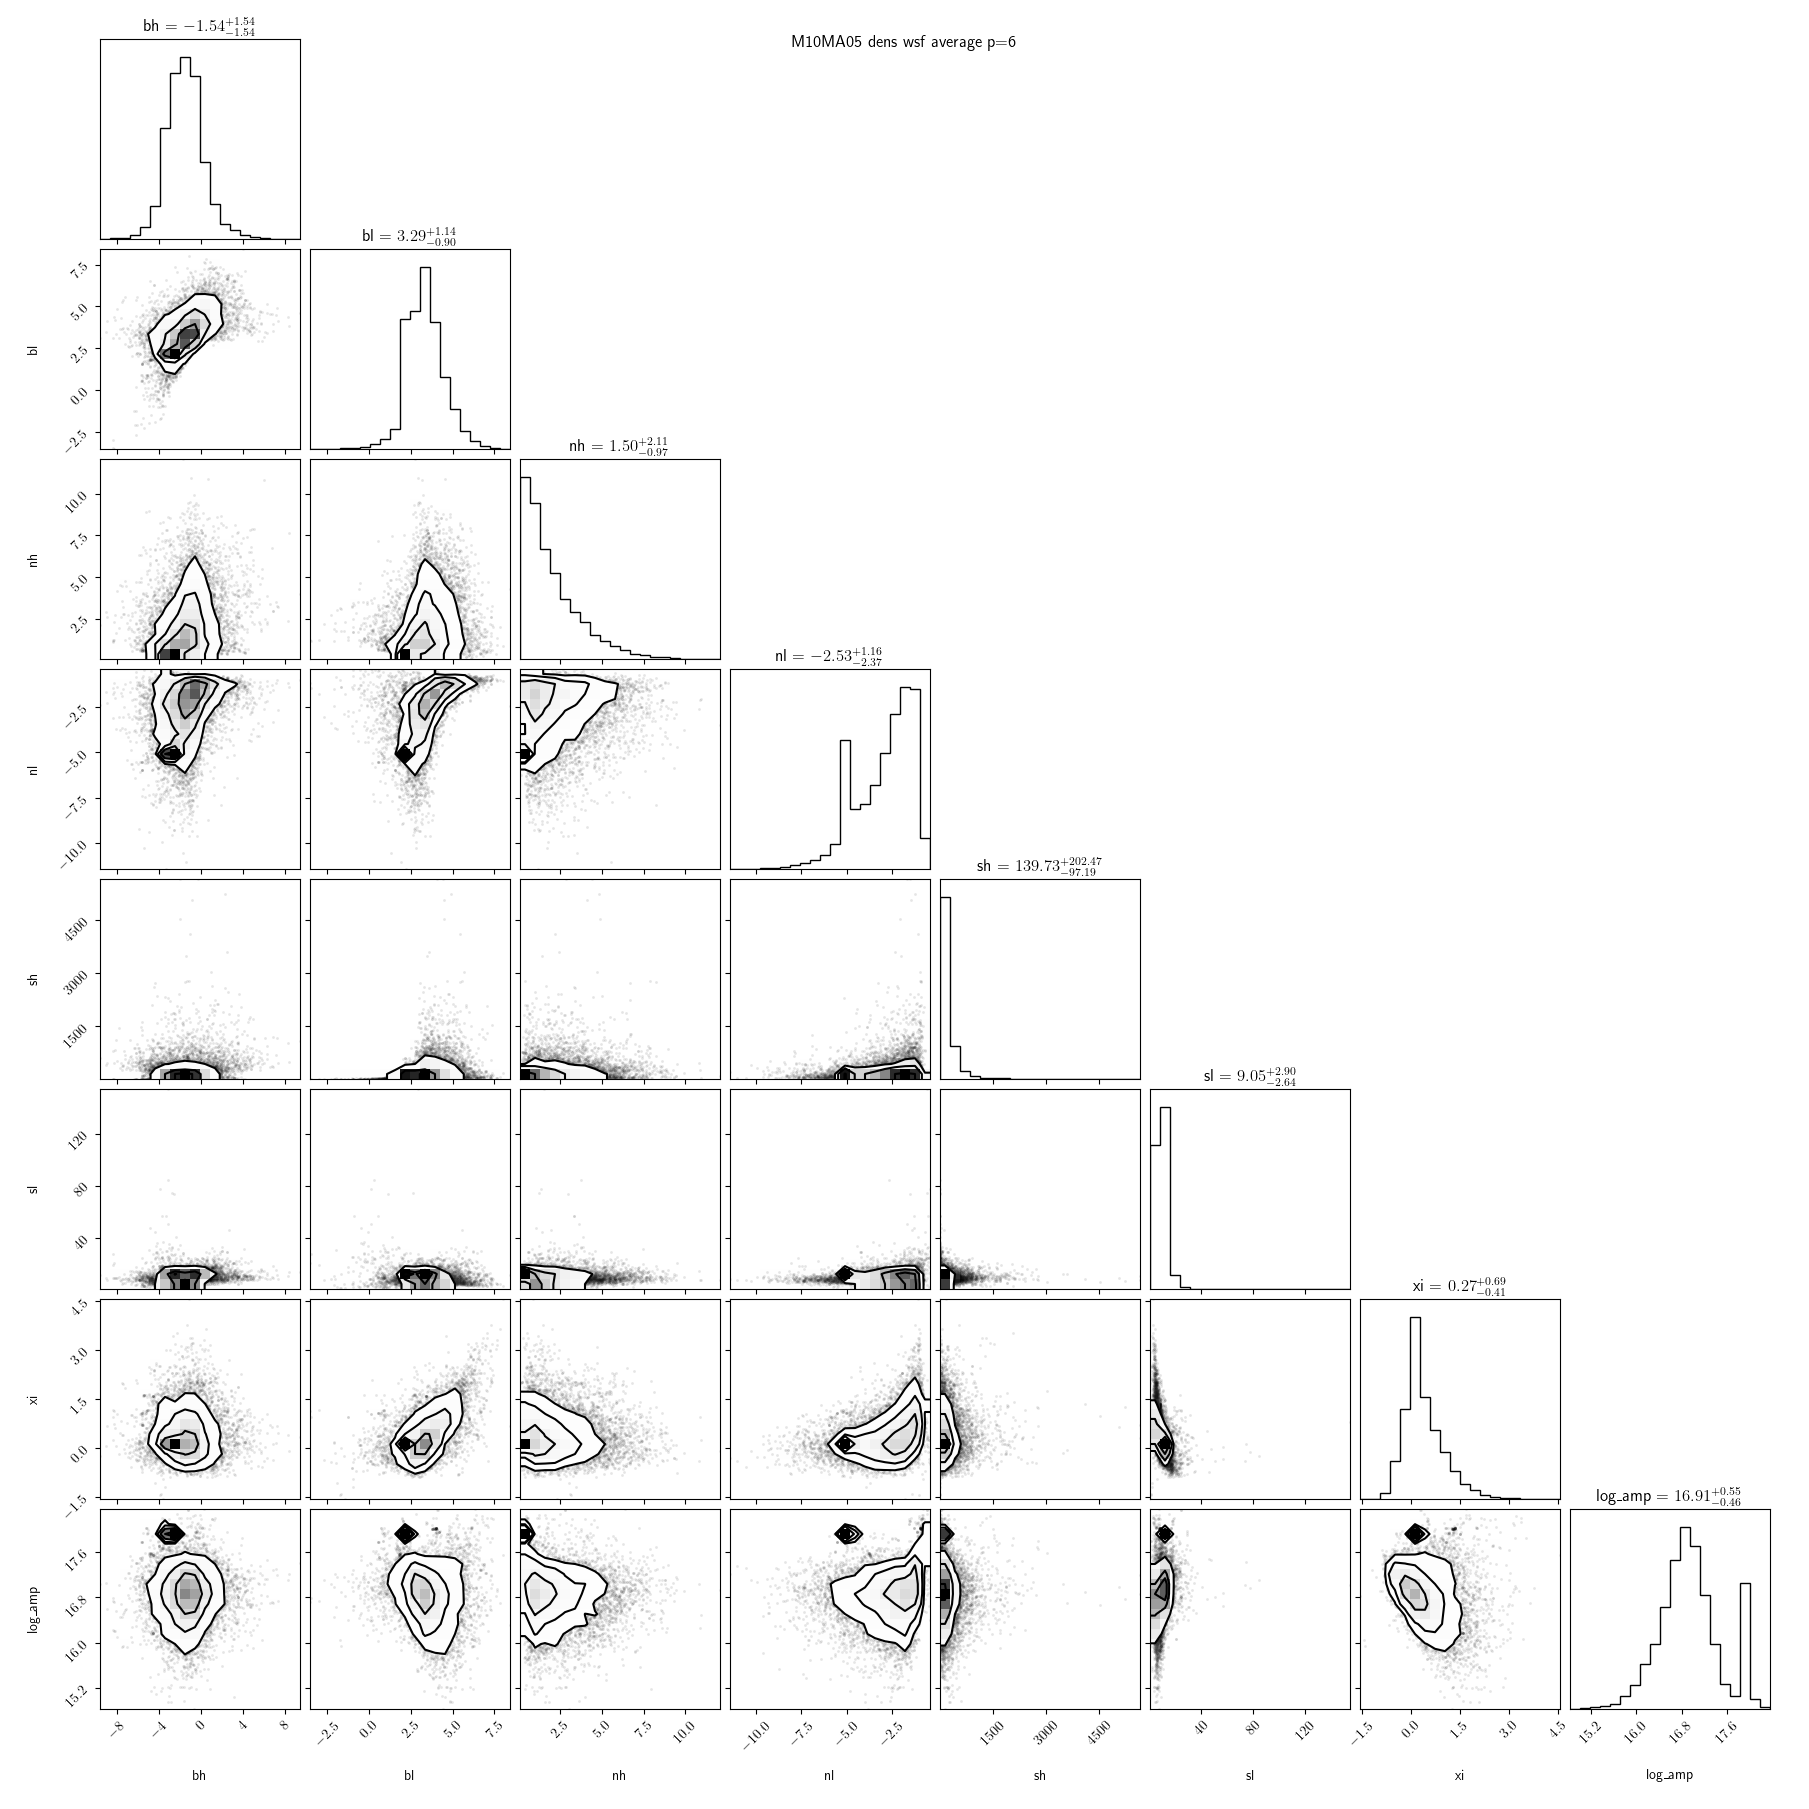 bh = −1.54 +1.54 −1.54
M10MA05 dens wsf average p=6
bl = 3.29 +1.14 −0.90
7.5
5.0
2.5
0.0
−2.5
bl
nh = 1.50 +2.11 −0.97
10.0
7.5
5.0
2.5
nh
nl = −2.53 +1.16 −2.37
−2.5
−5.0
−7.5
−10.0
nl
sh = 139.73 +202.47 −97.19
4500
3000
1500
sh
sl = 9.05 +2.90 −2.64
120
80
40
sl
xi = 0.27 +0.69 −0.41
4.5
3.0
1.5
0.0
−1.5
xi
log_amp = 16.91 +0.55 −0.46
17.6
16.8
16.0
15.2
log_amp
−8 −4 0 4 8 −2.5 0.0 2.5 5.0 7.5 2.5 5.0 7.5 10.0 −10.0 −7.5 −5.0 −2.5 1500 3000 4500 40 80 120 −1.5 0.0 1.5 3.0 4.5 15.2 16.0 16.8 17.6
bh bl nh nl sh sl xi log_amp